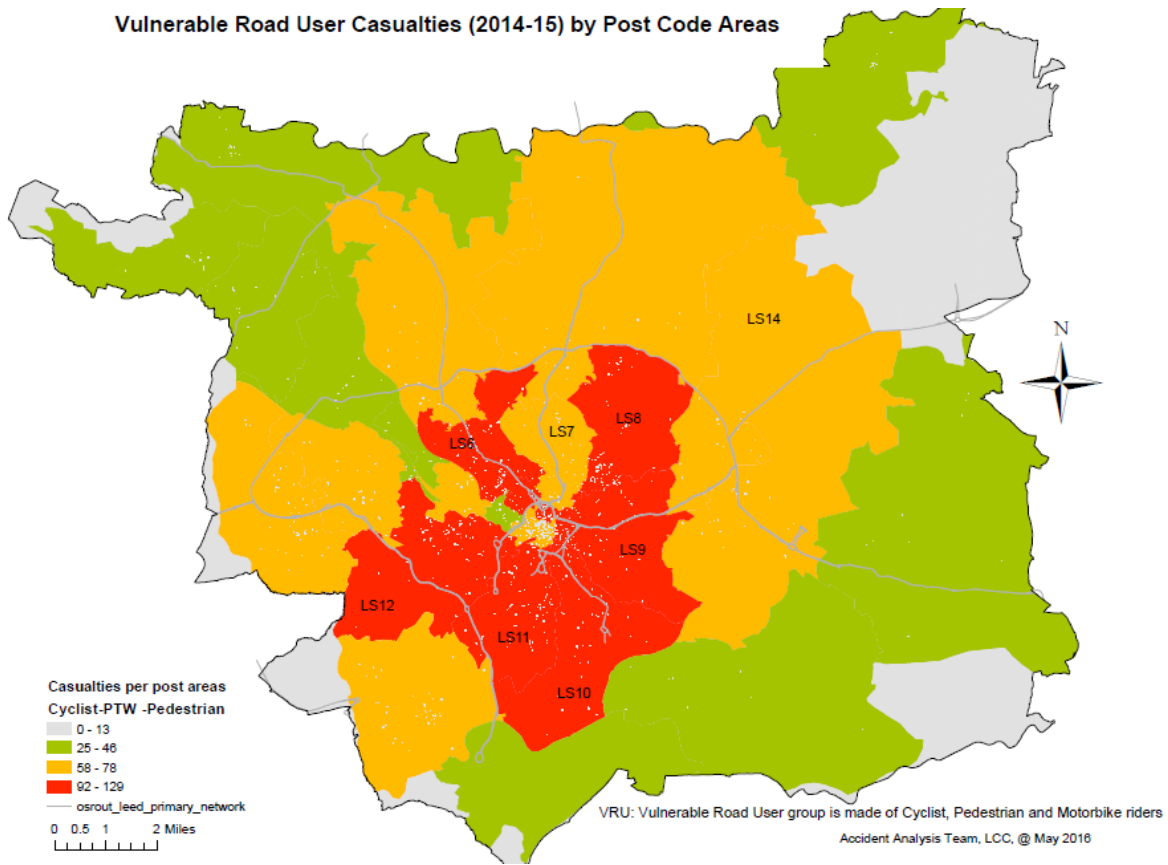 Vulnerable Road User Casualties (2014-15) by Post Code Areas
LS14
N
LS7
LS8
LS6
LS9
LS12
LS11
LS10
Casualties per post areas
Cyclist-PTW -Pedestrian
0 - 13
25 - 46
58 - 78
92 - 129
osrout_leed_primary_network
0 0.5 1 2 Miles
VRU: Vulnerable Road User group is made of Cyclist, Pedestrian and Motorbike riders
Accident Analysis Team, LCC, @ May 2016